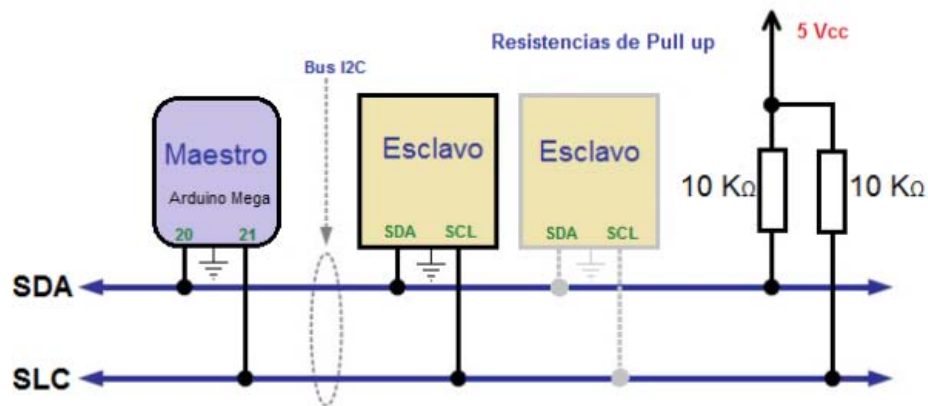 Resistencias de Pull up
5 Vcc
Bus I2C
Maestro
Arduino Mega
20 21
Esclavo
SDA SCL
Esclavo
SDA SCL
10 KΩ
10 KΩ
SDA
SLC